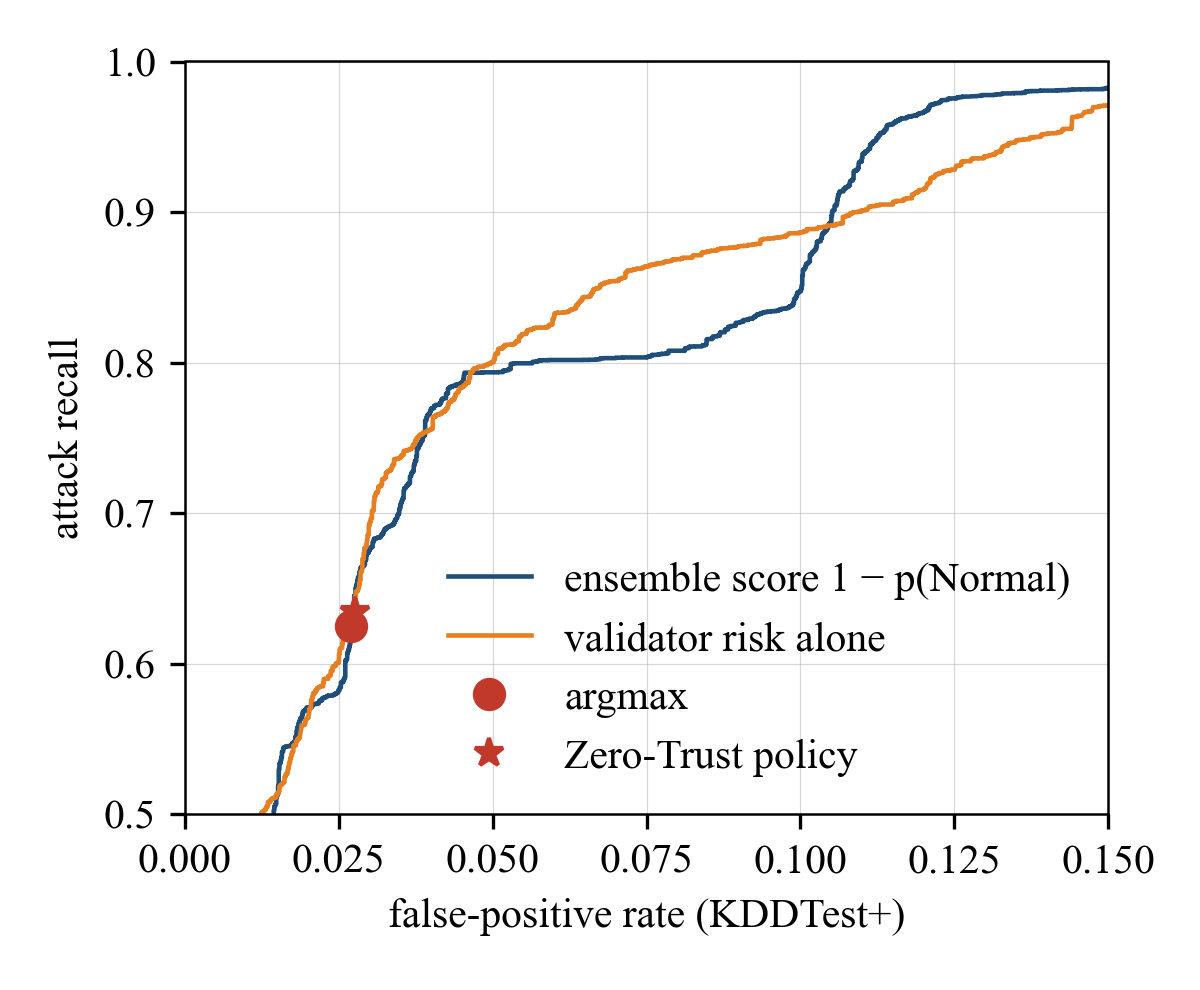 1.0
0.9
0.8
0.7
0.6
0.5
attack recall
ensemble score 1 − p(Normal)
validator risk alone
argmax
Zero-Trust policy
0.000 0.025 0.050 0.075 0.100 0.125 0.150
false-positive rate (KDDTest+)